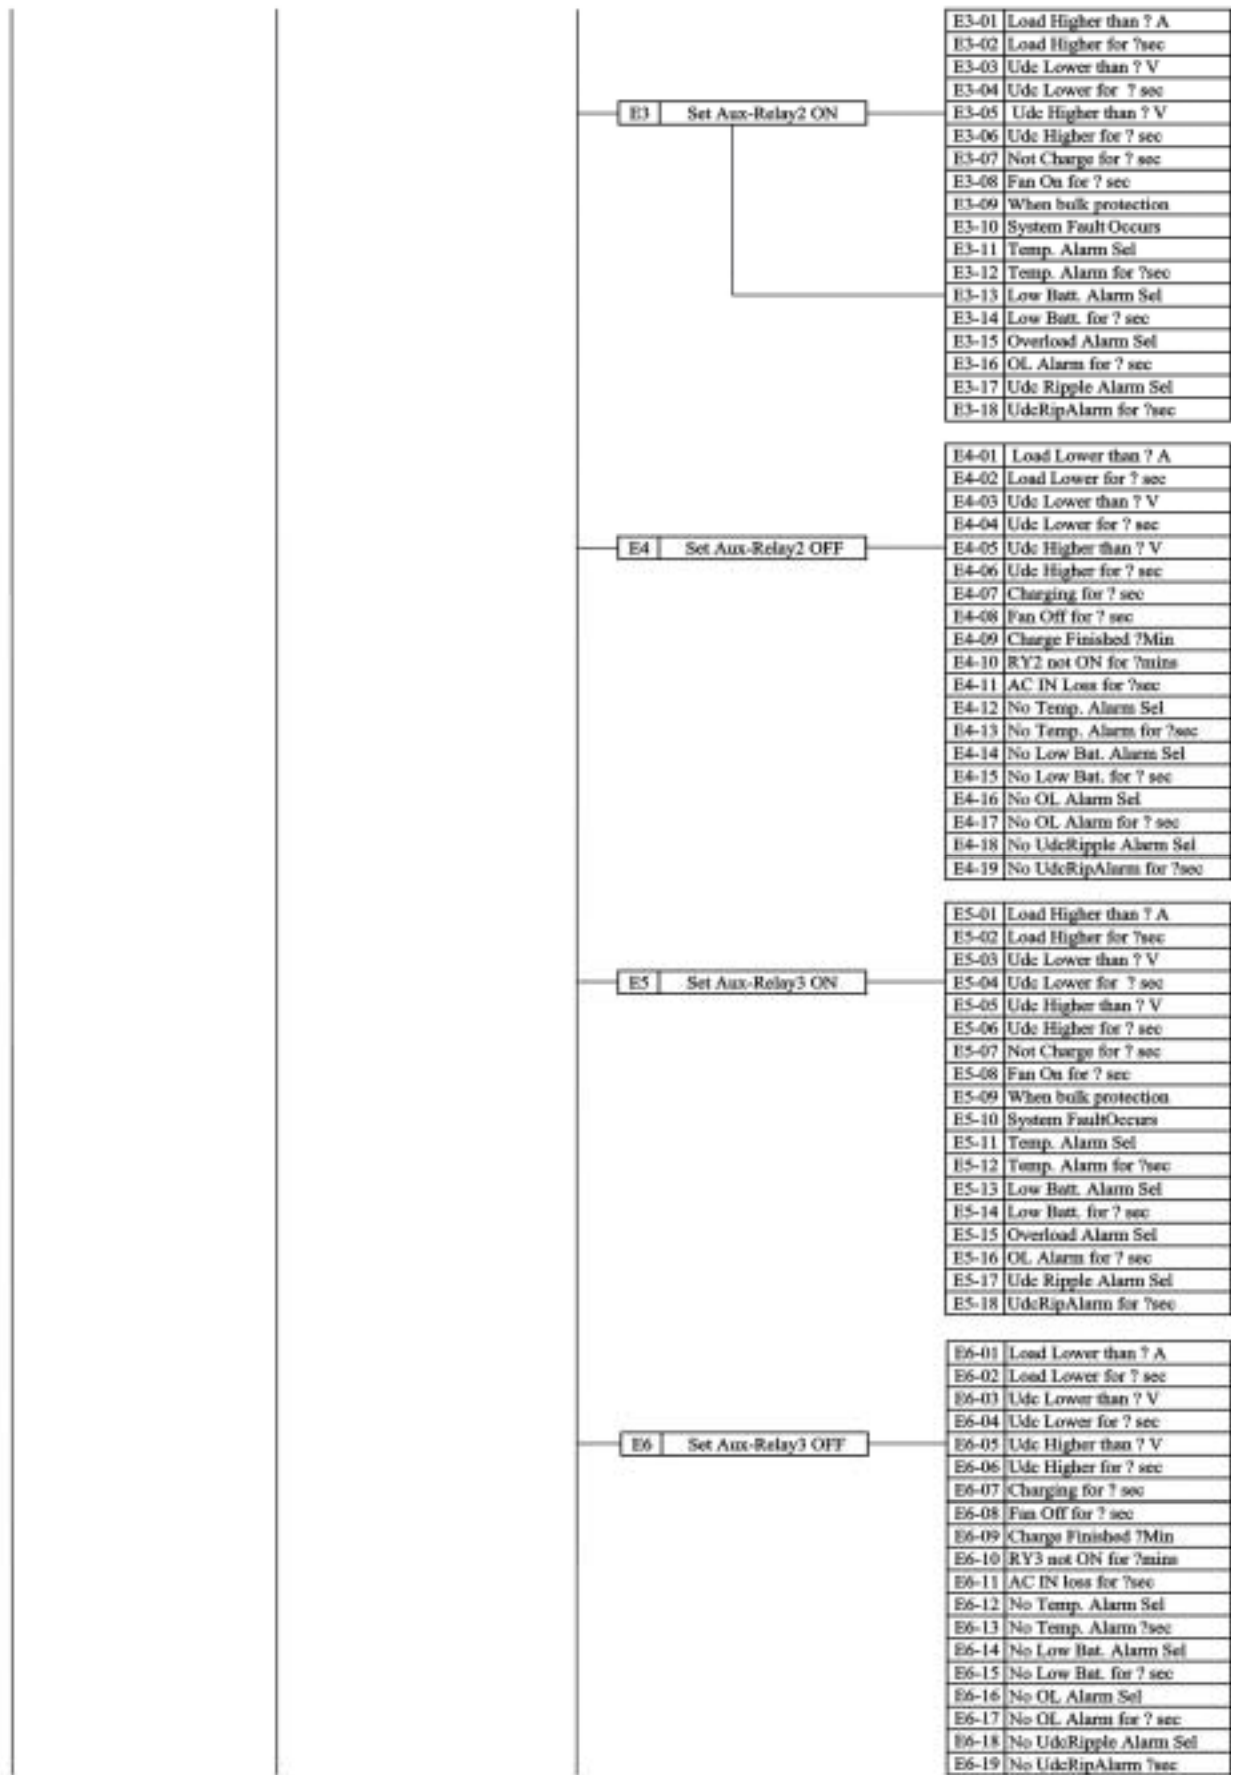 E3-01 Load Higher than ? A
E3-02 Load Higher for ?sec
E3-03 Udc Lower than ? V
E3-04 Udc Lower for ? sec
E3 Set Aux-Relay2 ON
E3-05 Udc Higher than ? V
E3-06 Udc Higher for ? sec
E3-07 Not Charge for ? sec
E3-08 Fan On for ? sec
E3-09 When bulk protection
E3-10 System Fault Occurs
E3-11 Temp. Alarm Sel
E3-12 Temp. Alarm for ?sec
E3-13 Low Batt. Alarm Sel
E3-14 Low Batt. for ? sec
E3-15 Overload Alarm Sel
E3-16 OL Alarm for ? sec
E3-17 Udc Ripple Alarm Sel
E3-18 UdcRipAlarm for ?sec
E4-01 Load Lower than ? A
E4-02 Load Lower for ? sec
E4-03 Udc Lower than ? V
E4-04 Udc Lower for ? sec
E4 Set Aux-Relay2 OFF
E4-05 Udc Higher than ? V
E4-06 Udc Higher for ? sec
E4-07 Charging for ? sec
E4-08 Fan Off for ? sec
E4-09 Charge Finished ?Min
E4-10 RY2 not ON for ?mins
E4-11 AC IN Loss for ?sec
E4-12 No Temp. Alarm Sel
E4-13 No Temp. Alarm for ?sec
E4-14 No Low Bat. Alarm Sel
E4-15 No Low Bat. for ? sec
E4-16 No OL Alarm Sel
E4-17 No OL Alarm for ? sec
E4-18 No UdcRipple Alarm Sel
E4-19 No UdcRipAlarm for ?sec
E5-01 Load Higher than ? A
E5-02 Load Higher for ?sec
E5-03 Udc Lower than ? V
E5 Set Aux-Relay3 ON
E5-04 Udc Lower for ? sec
E5-05 Udc Higher than ? V
E5-06 Udc Higher for ? sec
E5-07 Not Charge for ? sec
E5-08 Fan On for ? sec
E5-09 When bulk protection
E5-10 System FaultOccurs
E5-11 Temp. Alarm Sel
E5-12 Temp. Alarm for ?sec
E5-13 Low Batt. Alarm Sel
E5-14 Low Batt. for ? sec
E5-15 Overload Alarm Sel
E5-16 OL Alarm for ? sec
E5-17 Udc Ripple Alarm Sel
E5-18 UdcRipAlarm for ?sec
E6-01 Load Lower than ? A
E6-02 Load Lower for ? sec
E6-03 Udc Lower than ? V
E6-04 Udc Lower for ? sec
E6 Set Aux-Relay3 OFF
E6-05 Udc Higher than ? V
E6-06 Udc Higher for ? sec
E6-07 Charging for ? sec
E6-08 Fan Off for ? sec
E6-09 Charge Finished ?Min
E6-10 RY3 not ON for ?mins
E6-11 AC IN loss for ?sec
E6-12 No Temp. Alarm Sel
E6-13 No Temp. Alarm ?sec
E6-14 No Low Bat. Alarm Sel
E6-15 No Low Bat. for ? sec
E6-16 No OL Alarm Sel
E6-17 No OL Alarm for ? sec
E6-18 No UdcRipple Alarm Sel
E6-19 No UdcRipAlarm ?sec